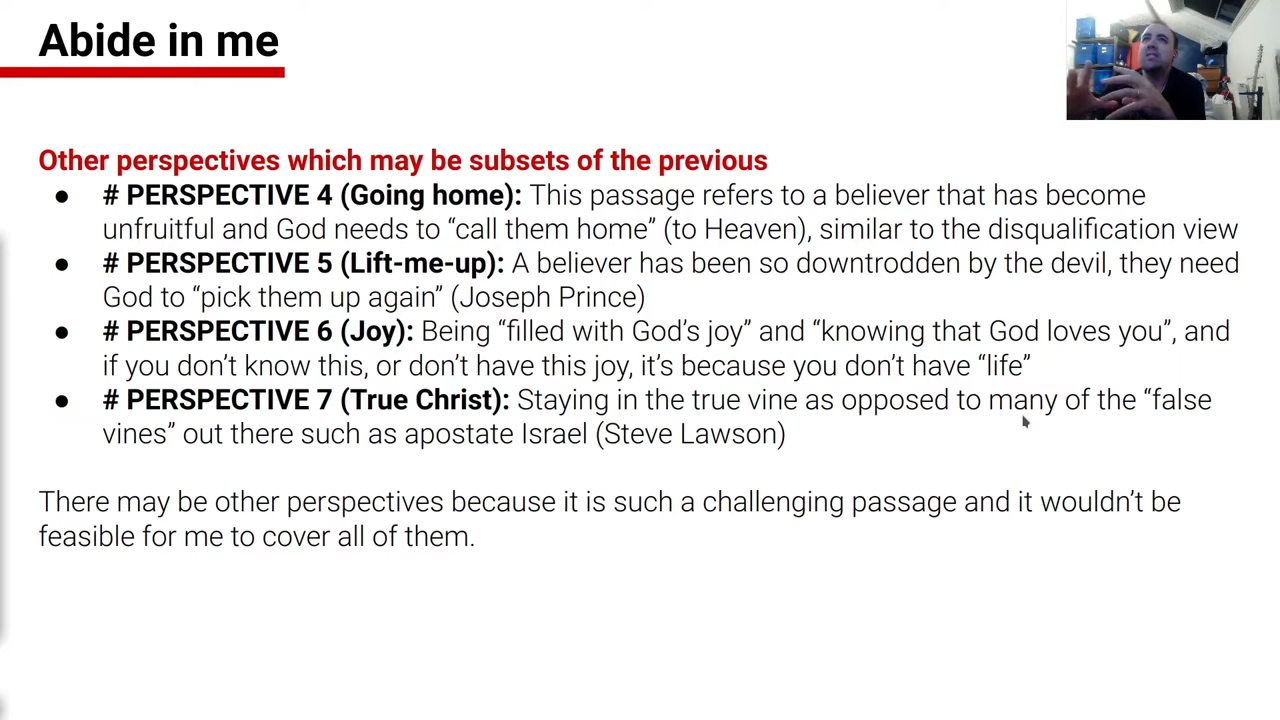 Abide in me
Other perspectives which may be subsets of the previous
● # PERSPECTIVE 4 (Going home): This passage refers to a believer that has become
unfruitful and God needs to “call them home” (to Heaven), similar to the disqualification view
● # PERSPECTIVE 5 (Lift-me-up): A believer has been so downtrodden by the devil, they need
God to “pick them up again” (Joseph Prince)
● # PERSPECTIVE 6 (Joy): Being “filled with God’s joy” and “knowing that God loves you”, and
if you don’t know this, or don’t have this joy, it’s because you don’t have “life”
● # PERSPECTIVE 7 (True Christ): Staying in the true vine as opposed to many of the “false
vines” out there such as apostate Israel (Steve Lawson)
There may be other perspectives because it is such a challenging passage and it wouldn’t be
feasible for me to cover all of them.